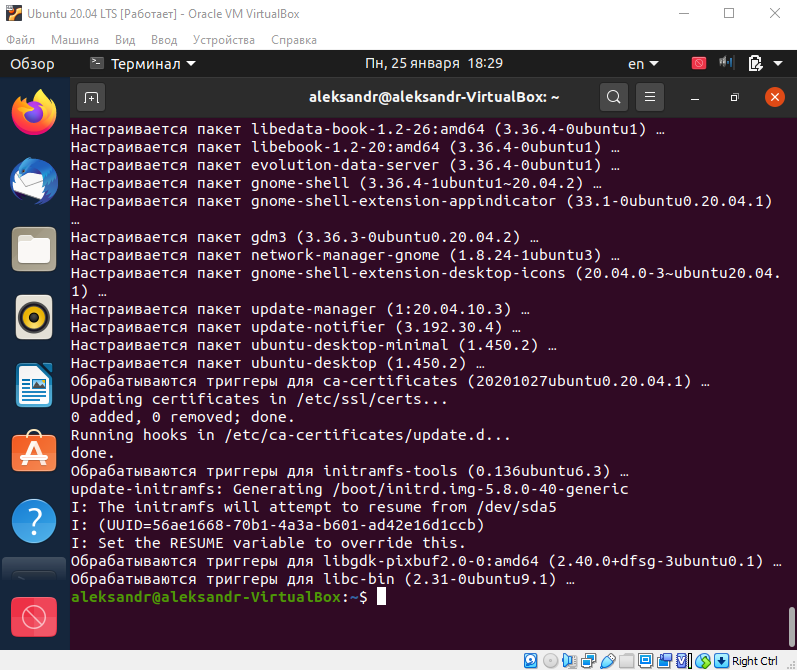 Ubuntu 20.04 LTS [Работает] - Oracle VM VirtualBox
Файл Машина Вид Ввод Устройства Справка
Обзор Терминал Пн, 25 января 18:29 en
aleksandr@aleksandr-VirtualBox: ~
Настраивается пакет libedata-book-1.2-26:amd64 (3.36.4-0ubuntu1) …
Настраивается пакет libebook-1.2-20:amd64 (3.36.4-0ubuntu1) …
Настраивается пакет evolution-data-server (3.36.4-0ubuntu1) …
Настраивается пакет gnome-shell (3.36.4-1ubuntu1~20.04.2) …
Настраивается пакет gnome-shell-extension-appindicator (33.1-0ubuntu0.20.04.1)
…
Настраивается пакет gdm3 (3.36.3-0ubuntu0.20.04.2) …
Настраивается пакет network-manager-gnome (1.8.24-1ubuntu3) …
Настраивается пакет gnome-shell-extension-desktop-icons (20.04.0-3~ubuntu20.04.
1) …
Настраивается пакет update-manager (1:20.04.10.3) …
Настраивается пакет update-notifier (3.192.30.4) …
Настраивается пакет ubuntu-desktop-minimal (1.450.2) …
Настраивается пакет ubuntu-desktop (1.450.2) …
Обрабатываются триггеры для ca-certificates (20201027ubuntu0.20.04.1) …
Updating certificates in /etc/ssl/certs...
0 added, 0 removed; done.
Running hooks in /etc/ca-certificates/update.d...
done.
Обрабатываются триггеры для initramfs-tools (0.136ubuntu6.3) …
update-initramfs: Generating /boot/initrd.img-5.8.0-40-generic
I: The initramfs will attempt to resume from /dev/sda5
I: (UUID=56ae1668-70b1-4a3a-b601-ad42e16d1ccb)
I: Set the RESUME variable to override this.
Обрабатываются триггеры для libgdk-pixbuf2.0-0:amd64 (2.40.0+dfsg-3ubuntu0.1) …
Обрабатываются триггеры для libc-bin (2.31-0ubuntu9.1) …
aleksandr@aleksandr-VirtualBox:~$
Right Ctrl